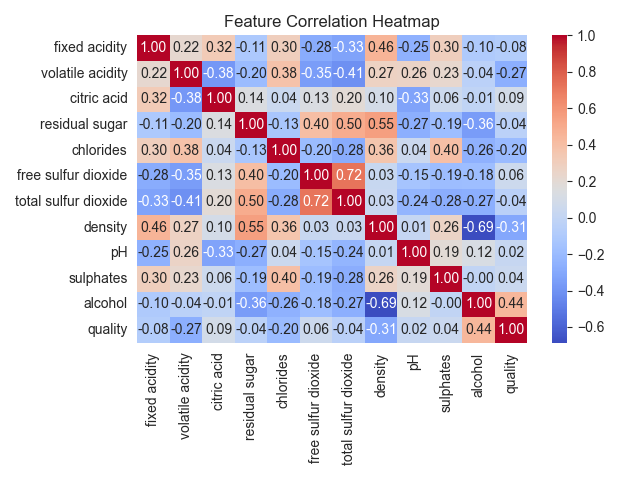 Feature Correlation Heatmap
fixed acidity 1.00 0.22 0.32 -0.11 0.30 -0.28 -0.33 0.46 -0.25 0.30 -0.10 -0.08
volatile acidity 0.22 1.00 -0.38 -0.20 0.38 -0.35 -0.41 0.27 0.26 0.23 -0.04 -0.27
citric acid 0.32 -0.38 1.00 0.14 0.04 0.13 0.20 0.10 -0.33 0.06 -0.01 0.09
residual sugar -0.11 -0.20 0.14 1.00 -0.13 0.40 0.50 0.55 -0.27 -0.19 -0.36 -0.04
chlorides 0.30 0.38 0.04 -0.13 1.00 -0.20 -0.28 0.36 0.04 0.40 -0.26 -0.20
free sulfur dioxide -0.28 -0.35 0.13 0.40 -0.20 1.00 0.72 0.03 -0.15 -0.19 -0.18 0.06
total sulfur dioxide -0.33 -0.41 0.20 0.50 -0.28 0.72 1.00 0.03 -0.24 -0.28 -0.27 -0.04
density 0.46 0.27 0.10 0.55 0.36 0.03 0.03 1.00 0.01 0.26 -0.69 -0.31
pH -0.25 0.26 -0.33 -0.27 0.04 -0.15 -0.24 0.01 1.00 0.19 0.12 0.02
sulphates 0.30 0.23 0.06 -0.19 0.40 -0.19 -0.28 0.26 0.19 1.00 -0.00 0.04
alcohol -0.10 -0.04 -0.01 -0.36 -0.26 -0.18 -0.27 -0.69 0.12 -0.00 1.00 0.44
quality -0.08 -0.27 0.09 -0.04 -0.20 0.06 -0.04 -0.31 0.02 0.04 0.44 1.00
fixed acidity
volatile acidity
citric acid
residual sugar
chlorides
free sulfur dioxide
total sulfur dioxide
density
pH
sulphates
alcohol
quality
1.0
0.8
0.6
0.4
0.2
0.0
−0.2
−0.4
−0.6